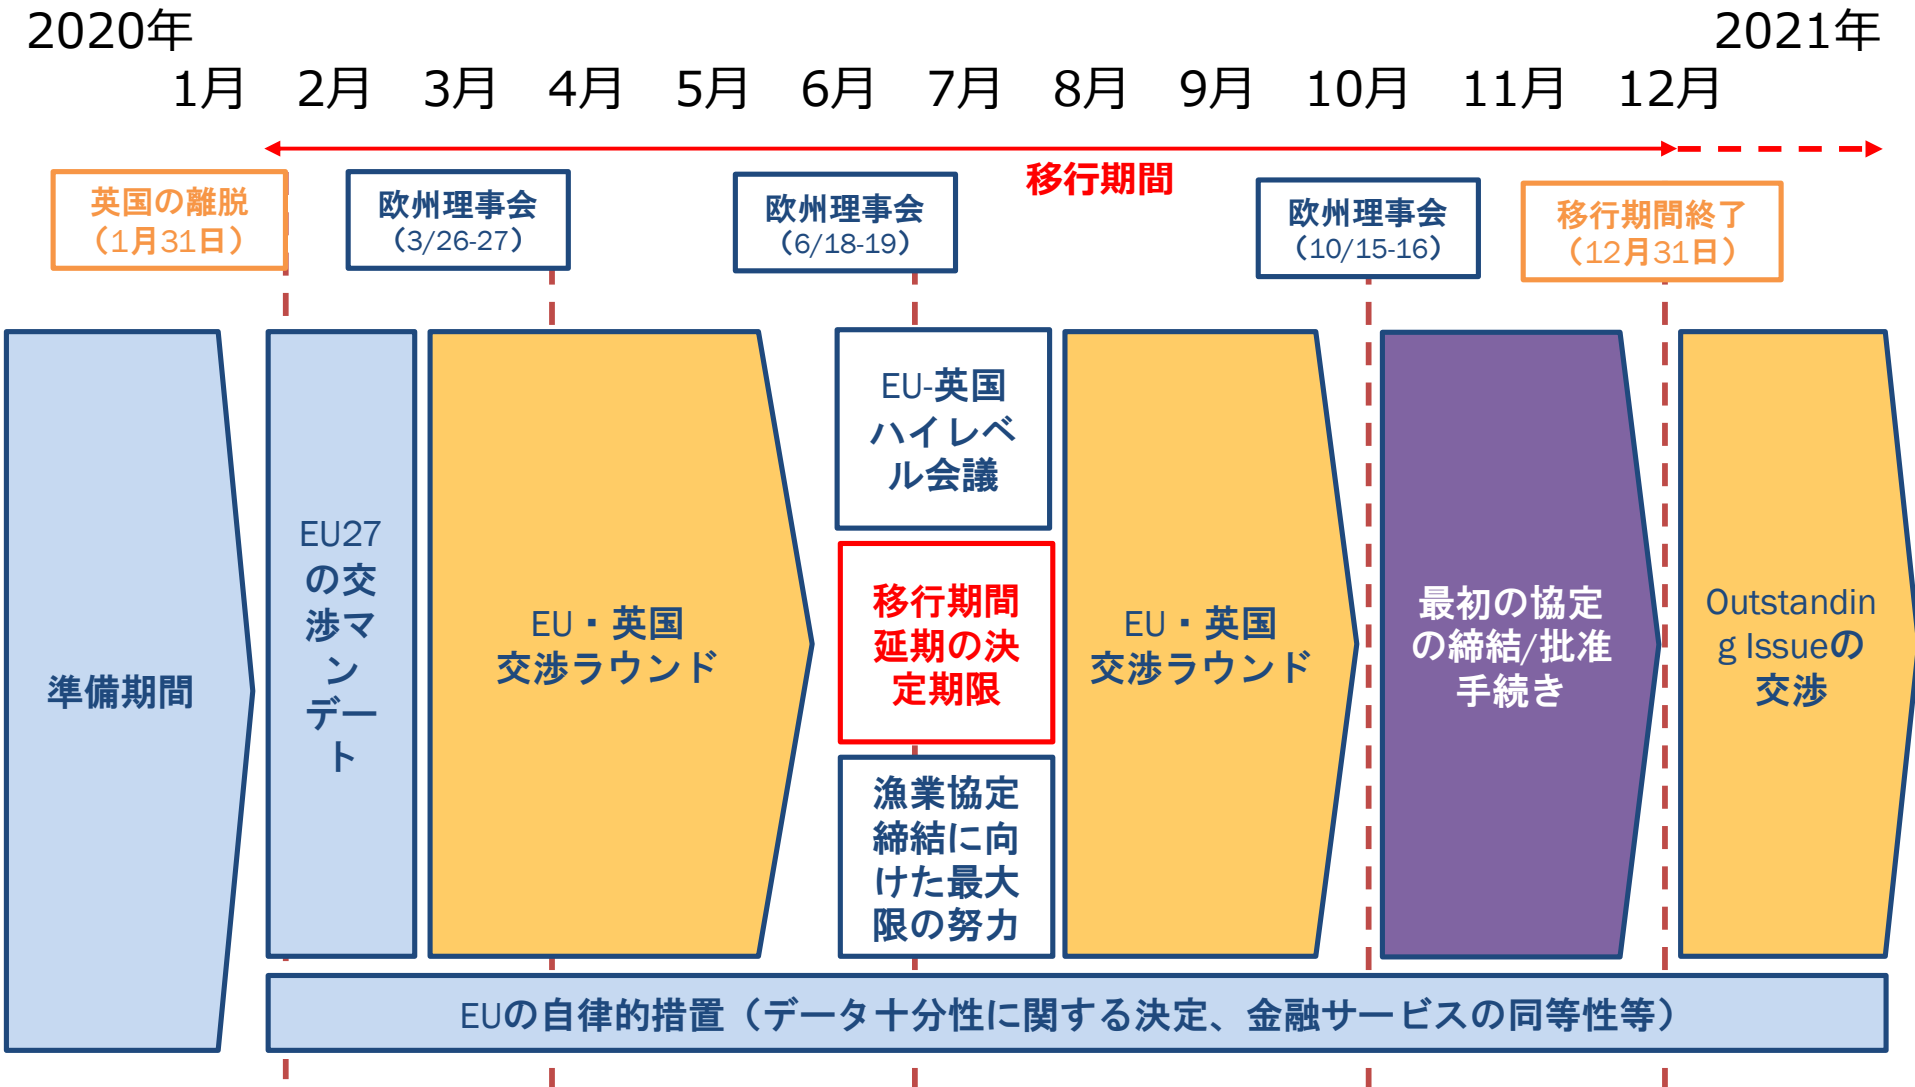 2020年
2021年
1月 2月 3月 4月 5月 6月 7月 8月 9月 10月 11月 12月
移行期間
英国の離脱
（1月31日）
欧州理事会
（3/26-27）
欧州理事会
（6/18-19）
欧州理事会
（10/15-16）
移行期間終了
（12月31日）
準備期間
EU27
の交
渉マ
ン
デー
ト
EU・英国
交渉ラウンド
EU-英国
ハイレベ
ル会議
移行期間
延期の決
定期限
漁業協定
締結に向
けた最大
限の努力
EU・英国
交渉ラウンド
最初の協定
の締結/批准
手続き
Outstandin
g Issueの
交渉
EUの自律的措置（データ十分性に関する決定、金融サービスの同等性等）